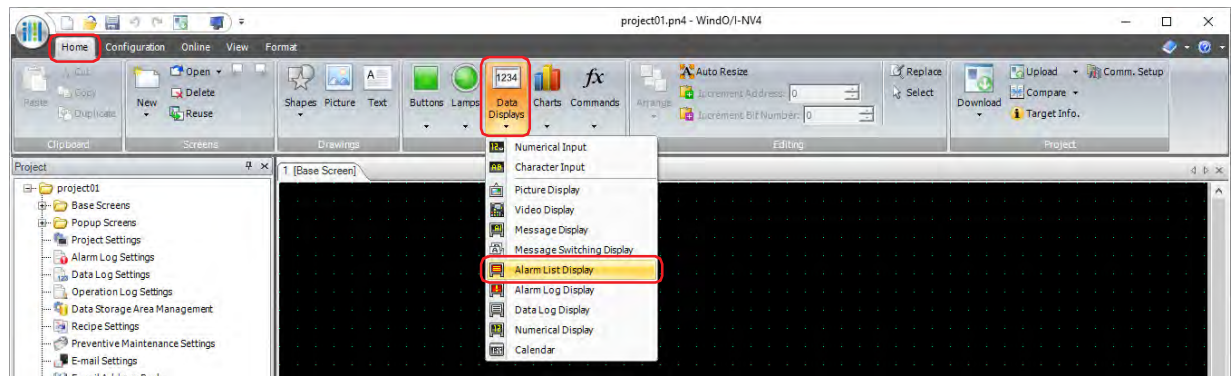 project01.pn4 - WindO/I-NV4
Home Configuration Online View Format
Paste
Cut
Copy
Duplicate
Clipboard
New
Open
Delete
Reuse
Screens
Shapes Picture Text
Drawings
Buttons Lamps
1234
Data Displays
Charts
fx
Commands
Arrange
Auto Resize
Increment Address: 0
Increment Bit Number: 0
Replace
Select
Editing
Download
Upload
Compare
Target Info.
Comm. Setup
Project
Numerical Input
Character Input
Picture Display
Video Display
Message Display
Message Switching Display
Alarm List Display
Alarm Log Display
Data Log Display
Numerical Display
Calendar
Project
1 [Base Screen]
project01
Base Screens
Popup Screens
Project Settings
Alarm Log Settings
Data Log Settings
Operation Log Settings
Data Storage Area Management
Recipe Settings
Preventive Maintenance Settings
E-mail Settings